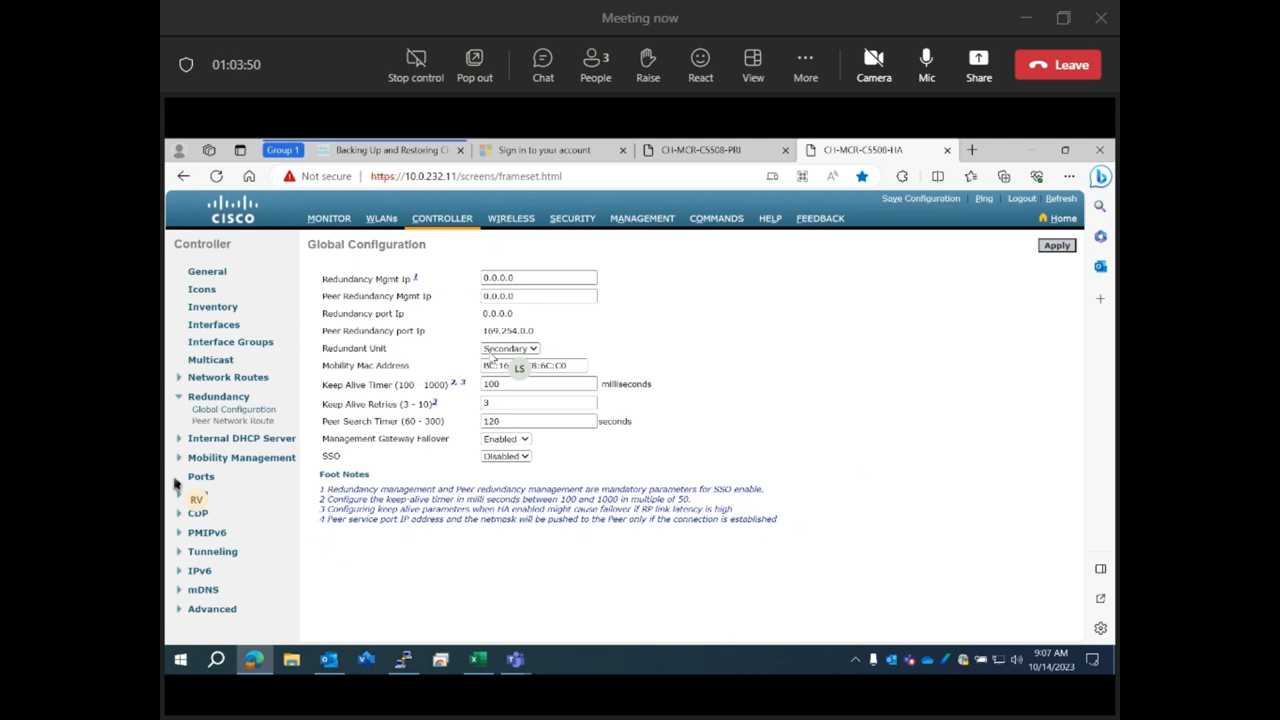 Meeting now
01:03:50
Stop control
Pop out
Chat
3
People
Raise
React
View
More
Camera
Mic
Share
Leave
Group 1
Backing Up and Restoring C
Sign in to your account
CH-MCR-C5508-PRI
CH-MCR-C5508-HA
Not secure
https://10.0.232.11/screens/frameset.html
Save Configuration | Ping | Logout | Refresh
CISCO
MONITOR WLANs CONTROLLER WIRELESS SECURITY MANAGEMENT COMMANDS HELP FEEDBACK
Home
Controller
General
Icons
Inventory
Interfaces
Interface Groups
Multicast
Network Routes
Redundancy
Global Configuration
Peer Network Route
Internal DHCP Server
Mobility Management
Ports
RV
CDP
PMIPv6
Tunneling
IPv6
mDNS
Advanced
Global Configuration
Apply
Redundancy Mgmt Ip 1 0.0.0.0
Peer Redundancy Mgmt Ip 0.0.0.0
Redundancy port Ip 0.0.0.0
Peer Redundancy port Ip 169.254.0.0
Redundant Unit Secondary
Mobility Mac Address BC:16 8:6C:C0
LS
Keep Alive Timer (100 - 1000) 2, 3 100 milliseconds
Keep Alive Retries (3 - 10) 2 3
Peer Search Timer (60 - 300) 120 seconds
Management Gateway Failover Enabled
SSO Disabled
Foot Notes
1 Redundancy management and Peer redundancy management are mandatory parameters for SSO enable.
2 Configure the keep-alive timer in milli seconds between 100 and 1000 in multiple of 50.
3 Configuring keep alive parameters when HA enabled might cause failover if RP link latency is high
4 Peer service port IP address and the netmask will be pushed to the Peer only if the connection is established
9:07 AM
10/14/2023